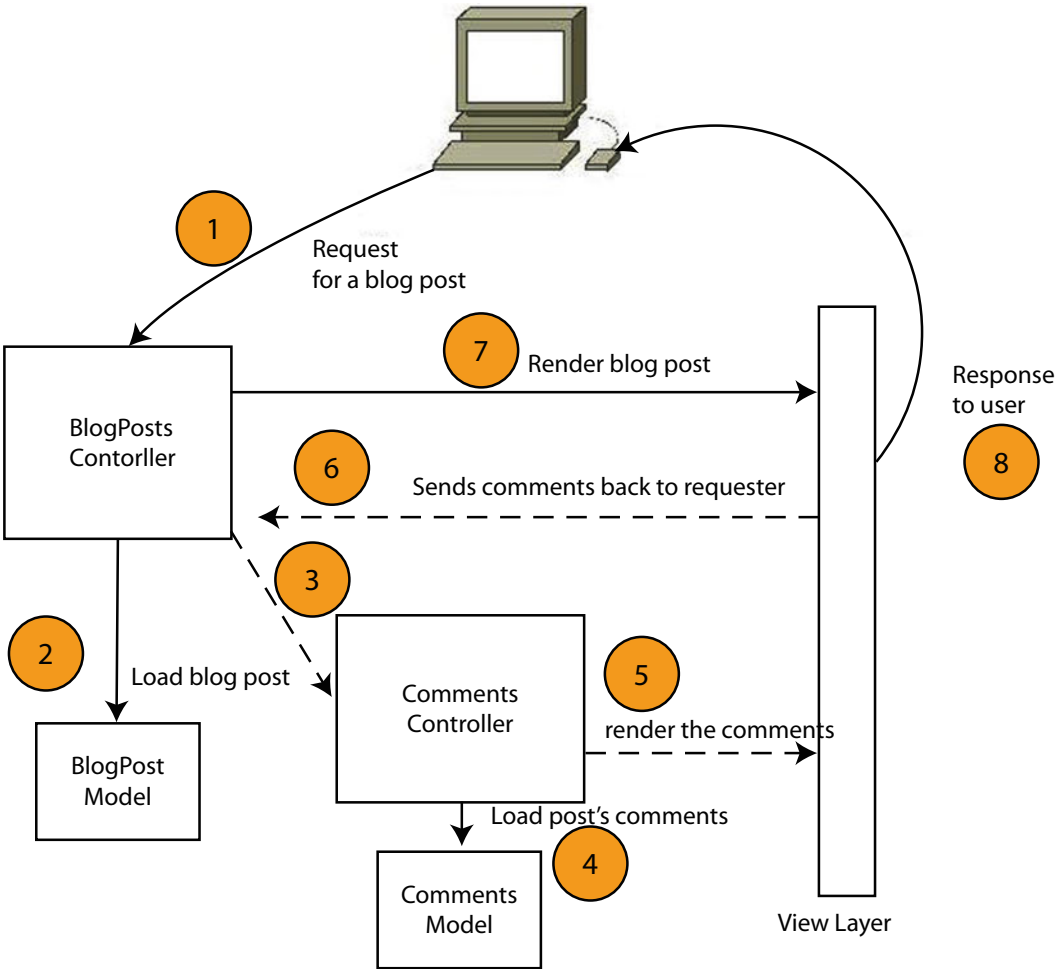 1
Request
for a blog post
7
Render blog post
Response
to user
8
BlogPosts
Contorller
6
Sends comments back to requester
3
2
Load blog post
Comments
Controller
5
render the comments
BlogPost
Model
Load post's comments
4
Comments
Model
View Layer